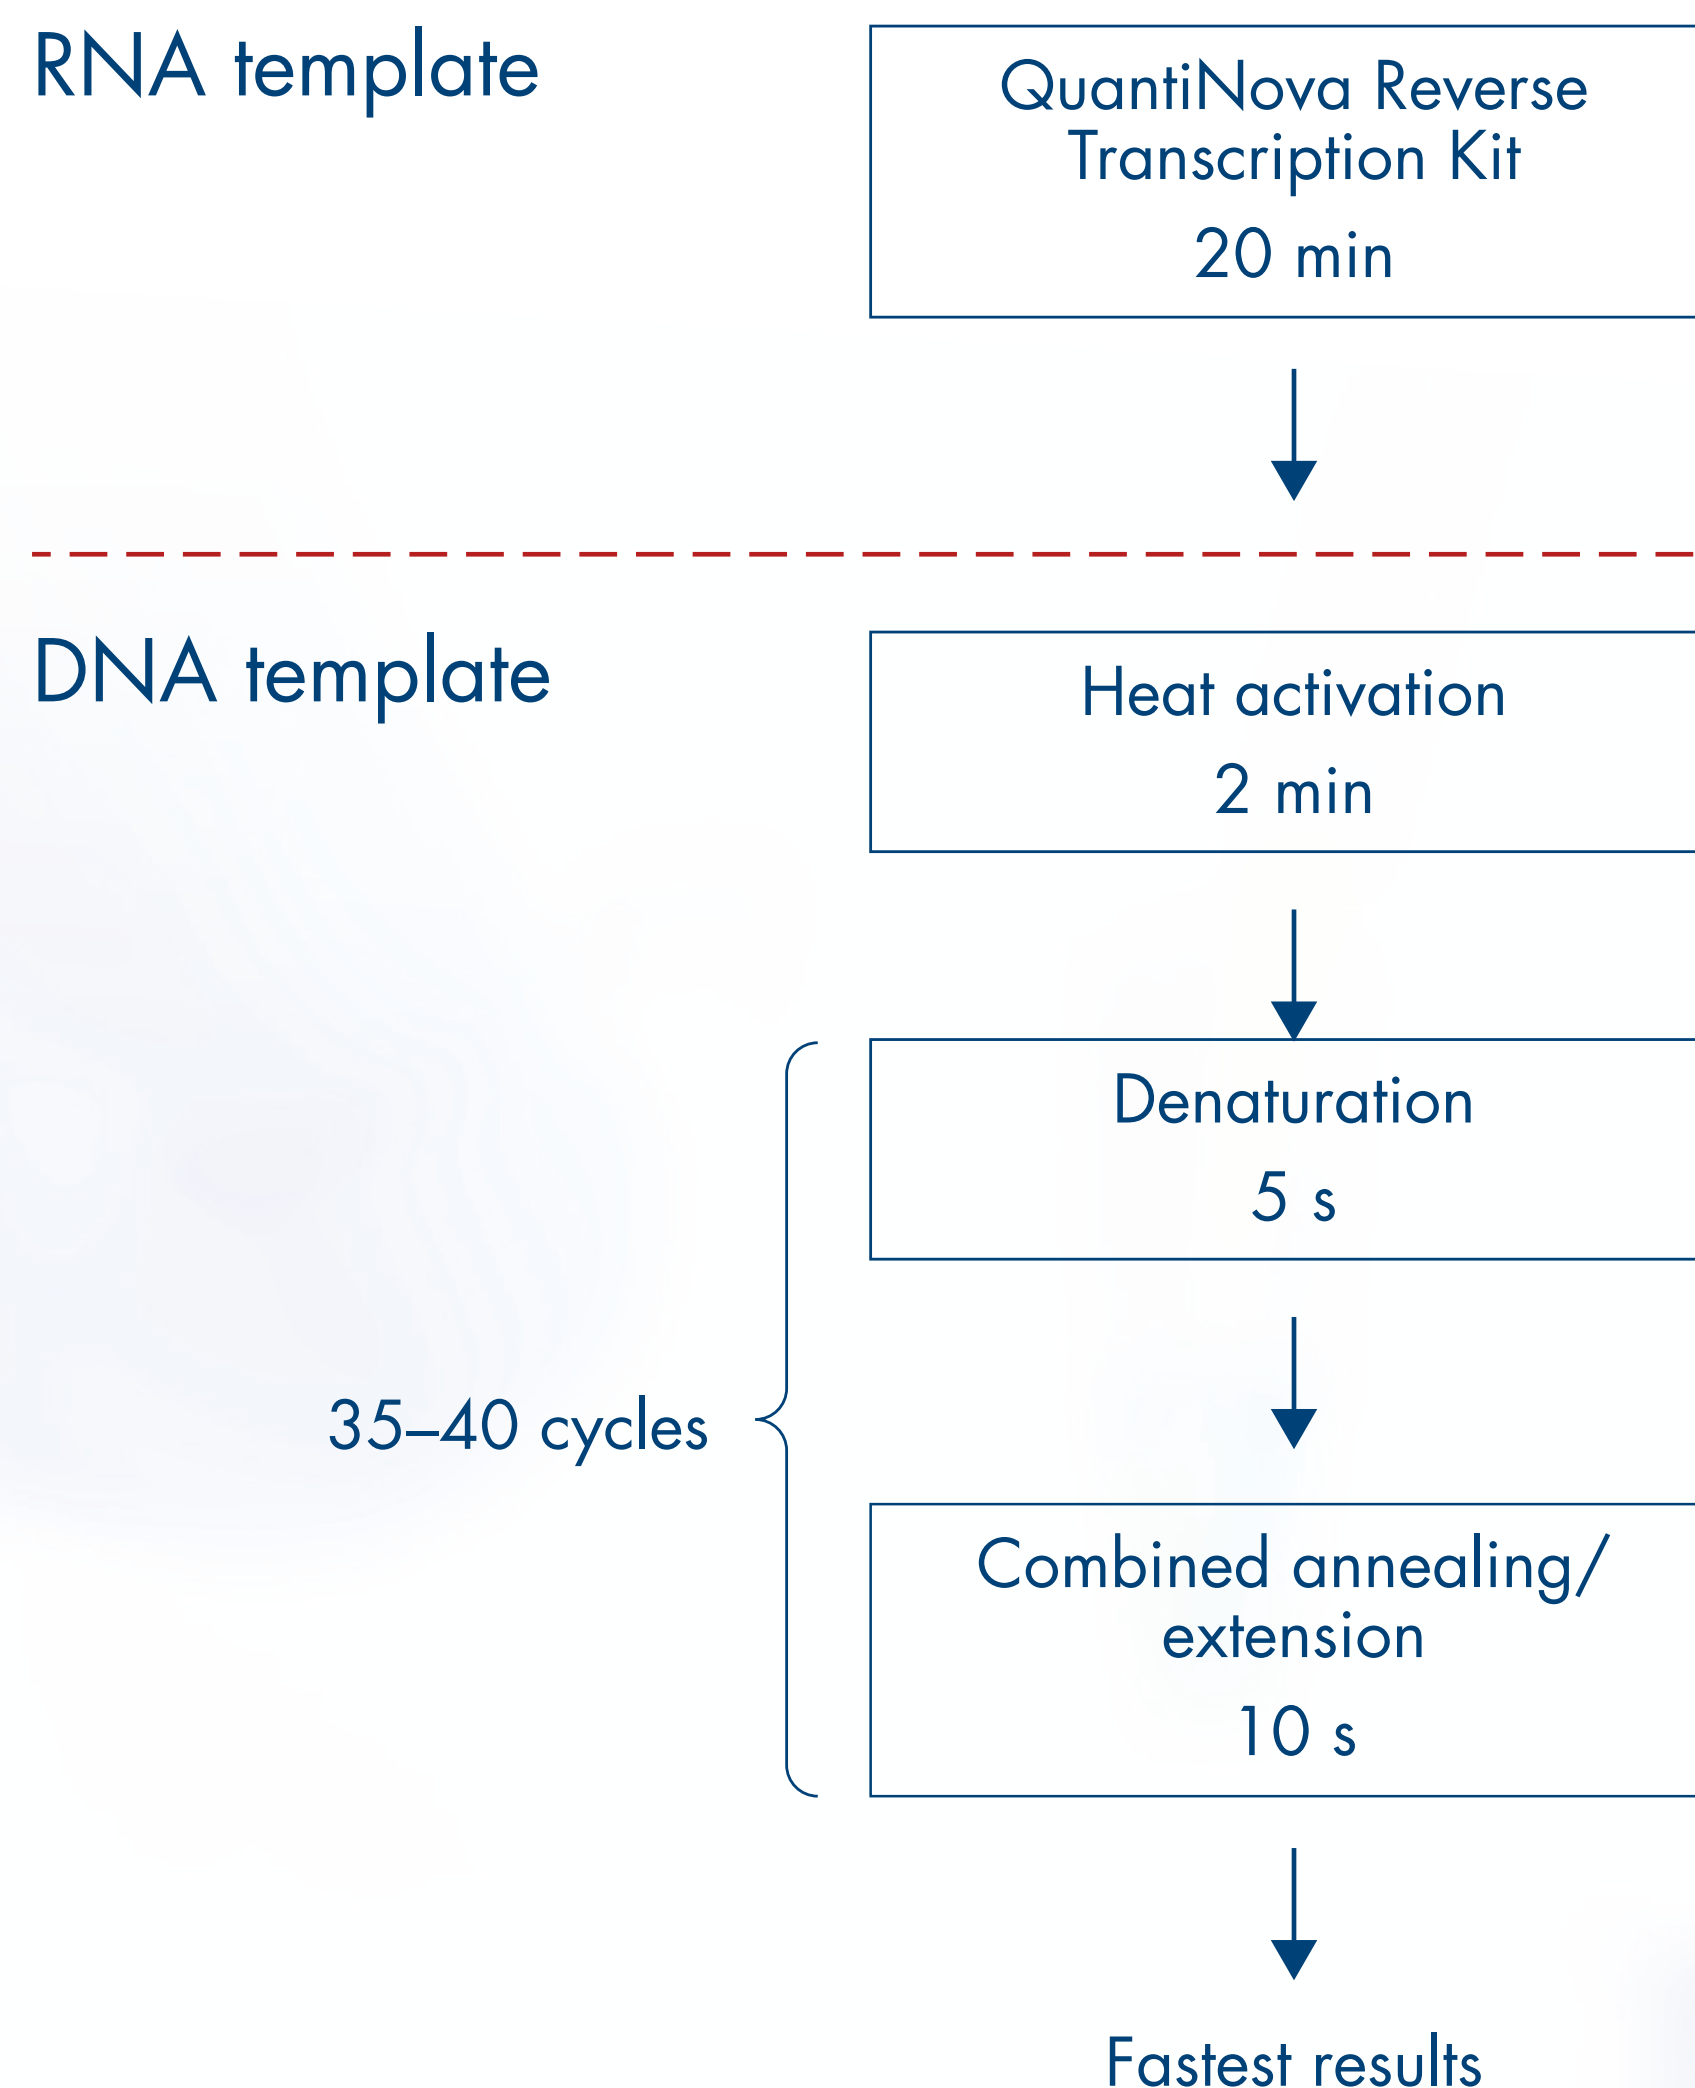 RNA template
QuantiNova Reverse
Transcription Kit
20 min
DNA template
Heat activation
2 min
Denaturation
5 s
35–40 cycles
Combined annealing/
extension
10 s
Fastest results